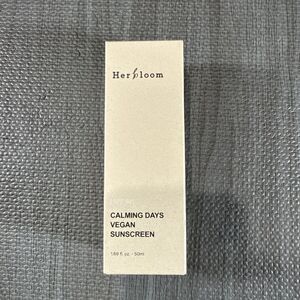 Herbloom
CALMING DAYS
VEGAN
SUNSCREEN
1.69 fl. oz. - 50ml